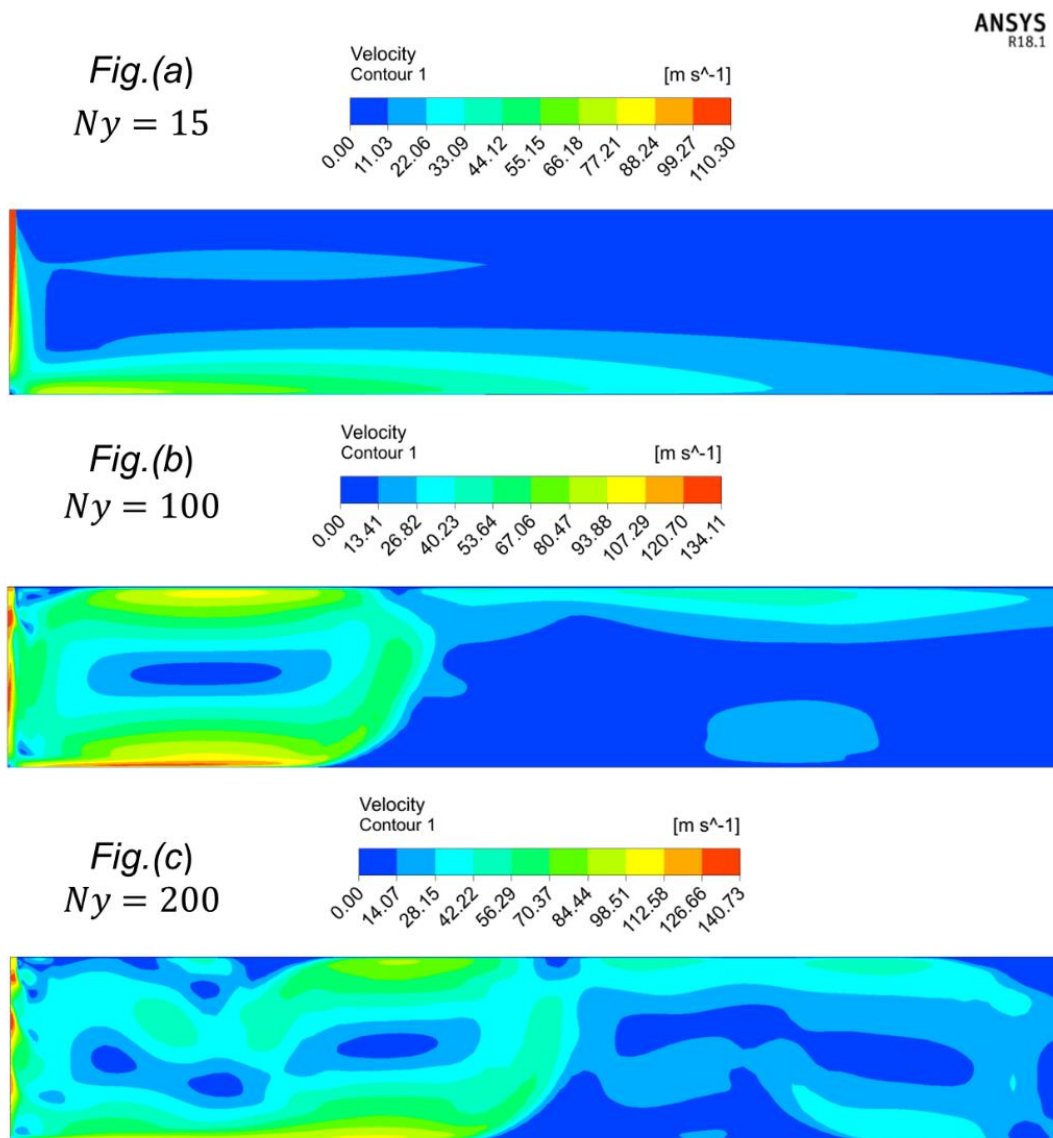 ANSYS
R18.1
Fig.(a)
Ny = 15
Velocity
Contour 1
[m s^-1]
0.00 11.03 22.06 33.09 44.12 55.15 66.18 77.21 88.24 99.27 110.30
Fig.(b)
Ny = 100
Velocity
Contour 1
[m s^-1]
0.00 13.41 26.82 40.23 53.64 67.06 80.47 93.88 107.29 120.70 134.11
Fig.(c)
Ny = 200
Velocity
Contour 1
[m s^-1]
0.00 14.07 28.15 42.22 56.29 70.37 84.44 98.51 112.58 126.66 140.73